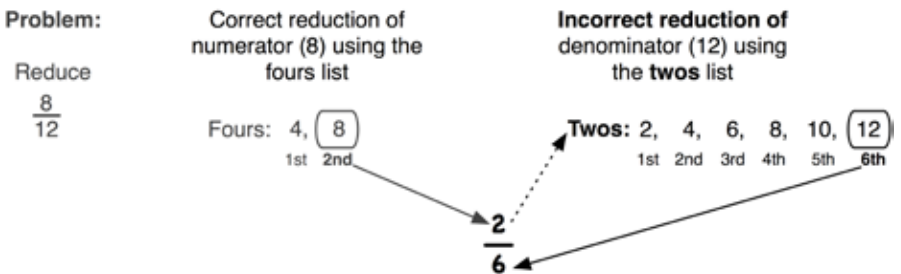 Problem:
Reduce
8
12
Correct reduction of
numerator (8) using the
fours list
Fours: 4, 8
1st 2nd
Incorrect reduction of
denominator (12) using
the twos list
Twos: 2, 4, 6, 8, 10, 12
1st 2nd 3rd 4th 5th 6th
2
6